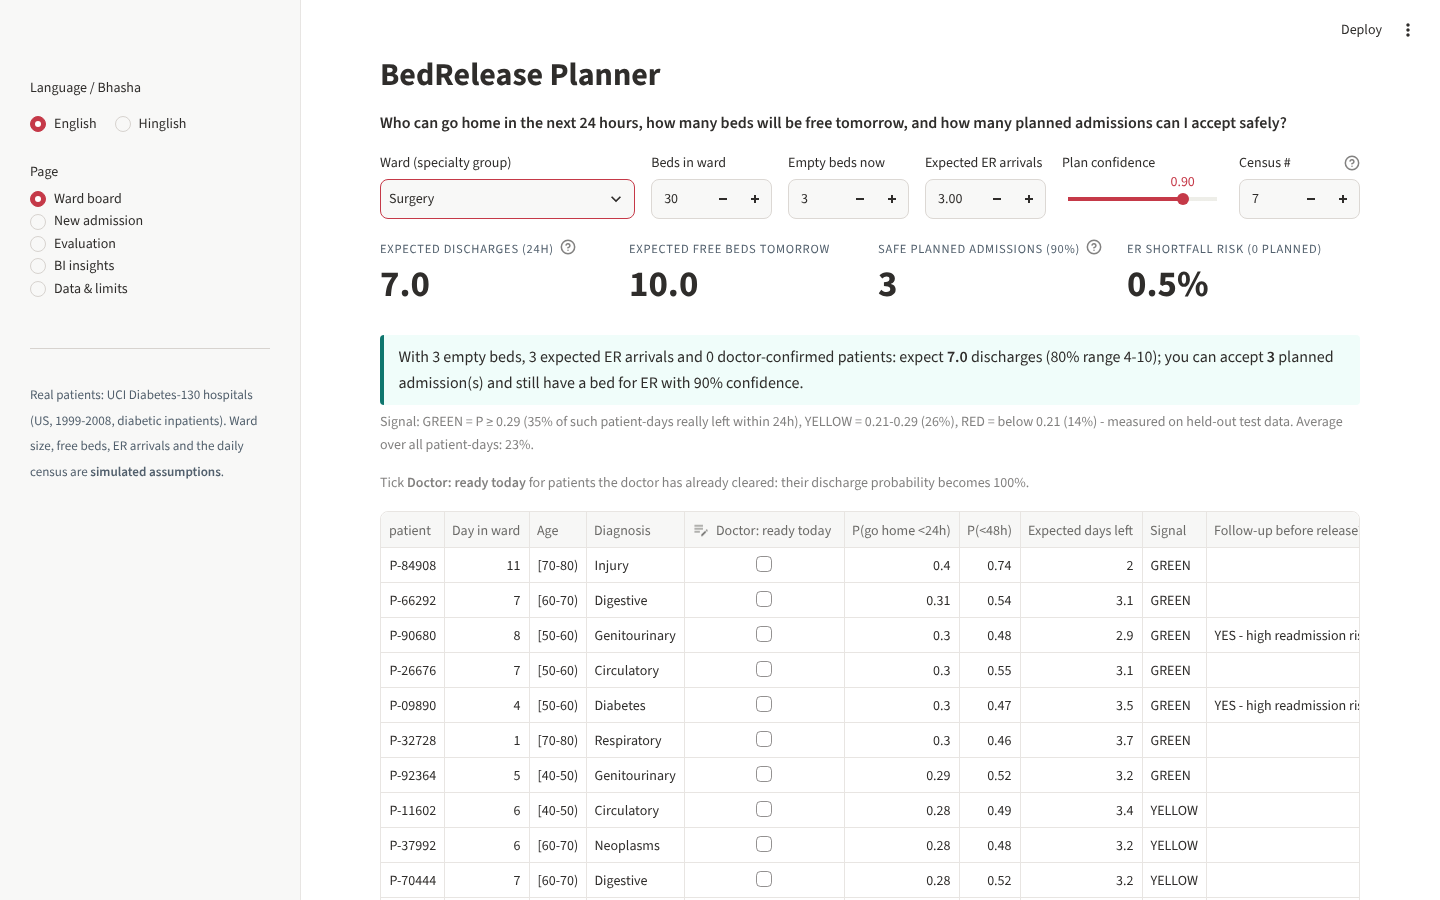 Deploy
Language / Bhasha
English Hinglish
Page
Ward board
New admission
Evaluation
BI insights
Data & limits
Real patients: UCI Diabetes-130 hospitals
(US, 1999-2008, diabetic inpatients). Ward
size, free beds, ER arrivals and the daily
census are simulated assumptions.
BedRelease Planner
Who can go home in the next 24 hours, how many beds will be free tomorrow, and how many planned admissions can I accept safely?
Ward (specialty group) Beds in ward Empty beds now Expected ER arrivals Plan confidence Census #
0.90
Surgery 30 3 3.00 7
EXPECTED DISCHARGES (24H) EXPECTED FREE BEDS TOMORROW SAFE PLANNED ADMISSIONS (90%) ER SHORTFALL RISK (0 PLANNED)
7.0 10.0 3 0.5%
With 3 empty beds, 3 expected ER arrivals and 0 doctor-confirmed patients: expect 7.0 discharges (80% range 4-10); you can accept 3 planned
admission(s) and still have a bed for ER with 90% confidence.
Signal: GREEN = P ≥ 0.29 (35% of such patient-days really left within 24h), YELLOW = 0.21-0.29 (26%), RED = below 0.21 (14%) - measured on held-out test data. Average
over all patient-days: 23%.
Tick Doctor: ready today for patients the doctor has already cleared: their discharge probability becomes 100%.
patient Day in ward Age Diagnosis Doctor: ready today P(go home <24h) P(<48h) Expected days left Signal Follow-up before release
P-84908 11 [70-80) Injury 0.4 0.74 2 GREEN
P-66292 7 [60-70) Digestive 0.31 0.54 3.1 GREEN
P-90680 8 [50-60) Genitourinary 0.3 0.48 2.9 GREEN YES - high readmission ris
P-26676 7 [50-60) Circulatory 0.3 0.55 3.1 GREEN
P-09890 4 [50-60) Diabetes 0.3 0.47 3.5 GREEN YES - high readmission ris
P-32728 1 [70-80) Respiratory 0.3 0.46 3.7 GREEN
P-92364 5 [40-50) Genitourinary 0.29 0.52 3.2 GREEN
P-11602 6 [40-50) Circulatory 0.28 0.49 3.4 YELLOW
P-37992 6 [60-70) Neoplasms 0.28 0.48 3.2 YELLOW
P-70444 7 [60-70) Digestive 0.28 0.52 3.2 YELLOW